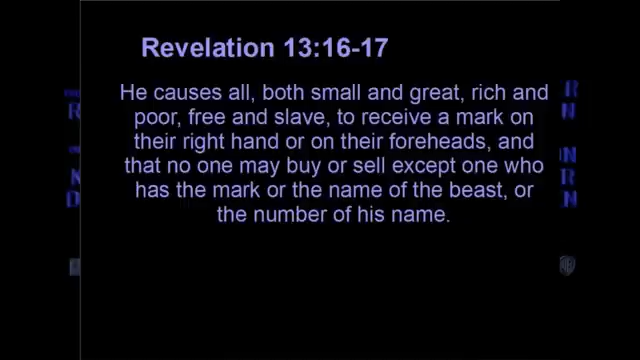 Revelation 13:16-17
He causes all, both small and great, rich and
poor, free and slave, to receive a mark on
their right hand or on their foreheads, and
that no one may buy or sell except one who
has the mark or the name of the beast, or
the number of his name.